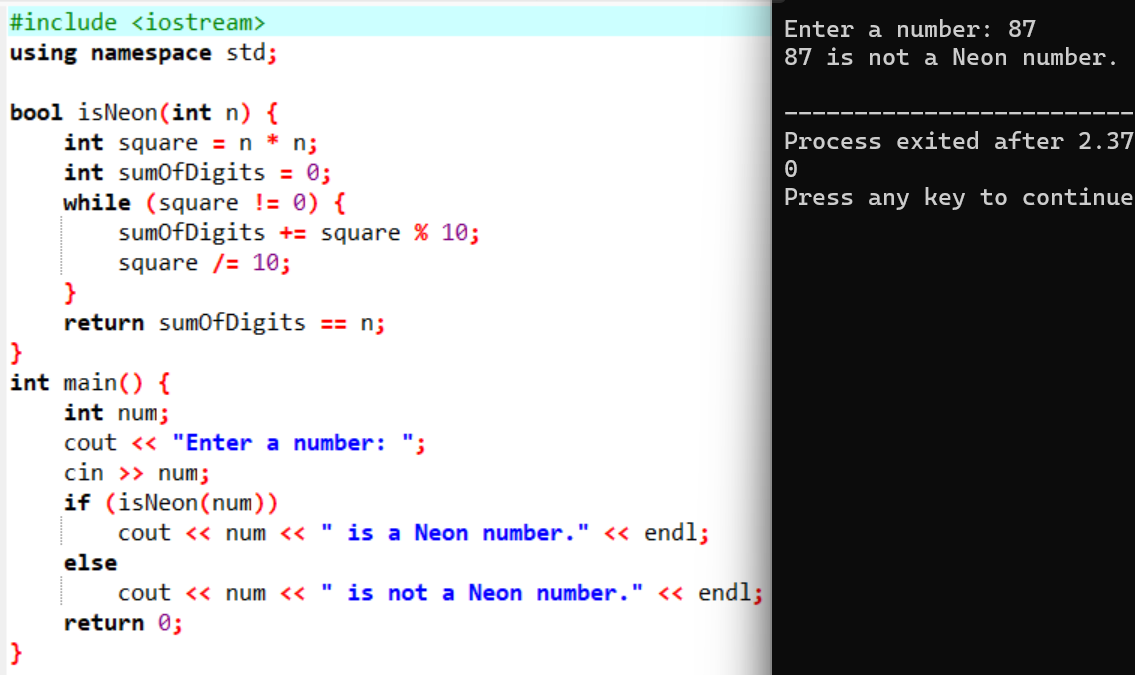 #include <iostream>
using namespace std;
bool isNeon(int n) {
int square = n * n;
int sumOfDigits = 0;
while (square != 0) {
sumOfDigits += square % 10;
square /= 10;
}
return sumOfDigits == n;
}
int main() {
int num;
cout << "Enter a number: ";
cin >> num;
if (isNeon(num))
cout << num << " is a Neon number." << endl;
else
cout << num << " is not a Neon number." << endl;
return 0;
}
Enter a number: 87
87 is not a Neon number.
-------------------------
Process exited after 2.37
0
Press any key to continue